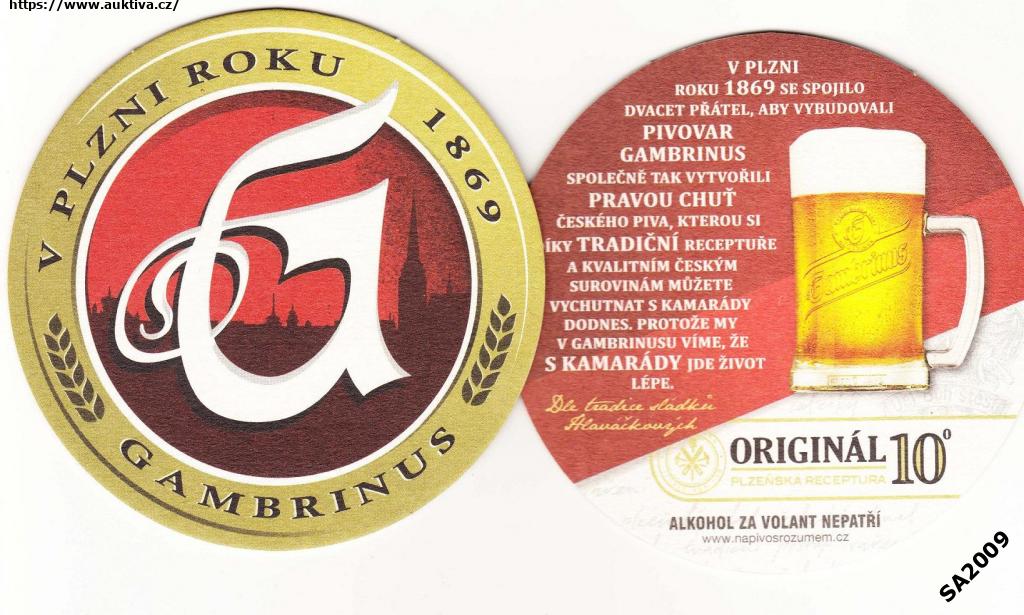 https://www.auktiva.cz/
V PLZNI ROKU 1869
GAMBRINUS
V PLZNI
ROKU 1869 SE SPOJILO
DVACET PŘÁTEL, ABY VYBUDOVALI
PIVOVAR
GAMBRINUS
SPOLEČNĚ TAK VYTVOŘILI
PRAVOU CHUŤ
ČESKÉHO PIVA, KTEROU SI
ÍKY TRADIČNÍ RECEPTUŘE
A KVALITNÍM ČESKÝM
SUROVINÁM MŮŽETE
VYCHUTNAT S KAMARÁDY
DODNES. PROTOŽE MY
V GAMBRINUSU VÍME, ŽE
S KAMARÁDY JDE ŽIVOT
LÉPE.
Dle tradice sládků
Hlaváčkových
Gambrinus
ORIGINÁL 10°
PLZEŇSKÁ RECEPTURA
ALKOHOL ZA VOLANT NEPATŘÍ
www.napivosrozumem.cz
SA2009